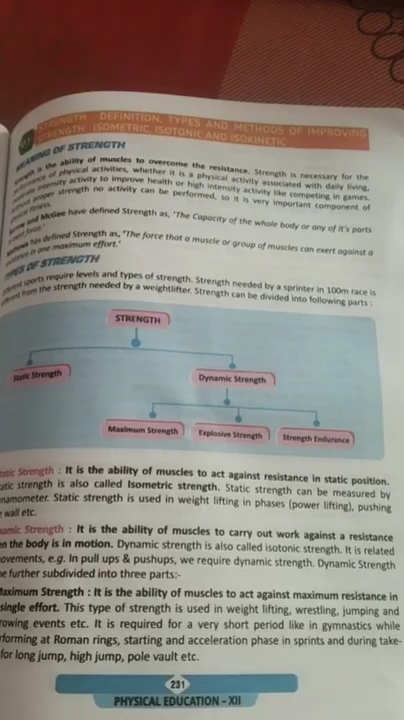 STRENGTH DEFINITION, TYPES AND METHODS OF IMPROVING
STRENGTH ISOMETRIC, ISOTONIC AND ISOKINETIC
MEANING OF STRENGTH
is the ability of muscles to overcome the resistance. Strength is necessary for the
of physical activities, whether it is a physical activity associated with daily living,
intensity activity to improve health or high intensity activity like competing in games.
proper strength no activity can be performed, so it is very important component of
fitness.
and McGee have defined Strength as, 'The Capacity of the whole body or any of it's parts
force.'
has defined Strength as, 'The force that a muscle or group of muscles can exert against a
in one maximum effort.'
TYPES OF STRENGTH
sports require levels and types of strength. Strength needed by a sprinter in 100m race is
from the strength needed by a weightlifter. Strength can be divided into following parts :
STRENGTH
Static Strength
Dynamic Strength
Maximum Strength
Explosive Strength
Strength Endurance
tatic Strength : It is the ability of muscles to act against resistance in static position.
tatic strength is also called Isometric strength. Static strength can be measured by
namometer. Static strength is used in weight lifting in phases (power lifting), pushing
wall etc.
namic Strength : It is the ability of muscles to carry out work against a resistance
en the body is in motion. Dynamic strength is also called isotonic strength. It is related
ovements, e.g. In pull ups & pushups, we require dynamic strength. Dynamic Strength
e further subdivided into three parts:-
Maximum Strength : It is the ability of muscles to act against maximum resistance in
single effort. This type of strength is used in weight lifting, wrestling, jumping and
rowing events etc. It is required for a very short period like in gymnastics while
rforming at Roman rings, starting and acceleration phase in sprints and during take-
for long jump, high jump, pole vault etc.
231
PHYSICAL EDUCATION – XII